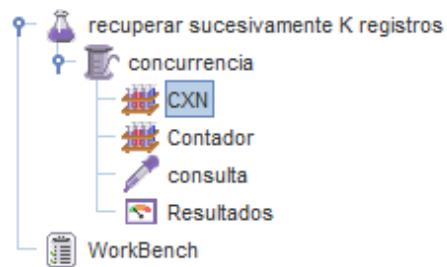 recuperar sucesivamente K registros
concurrencia
CXN
Contador
consulta
Resultados
WorkBench